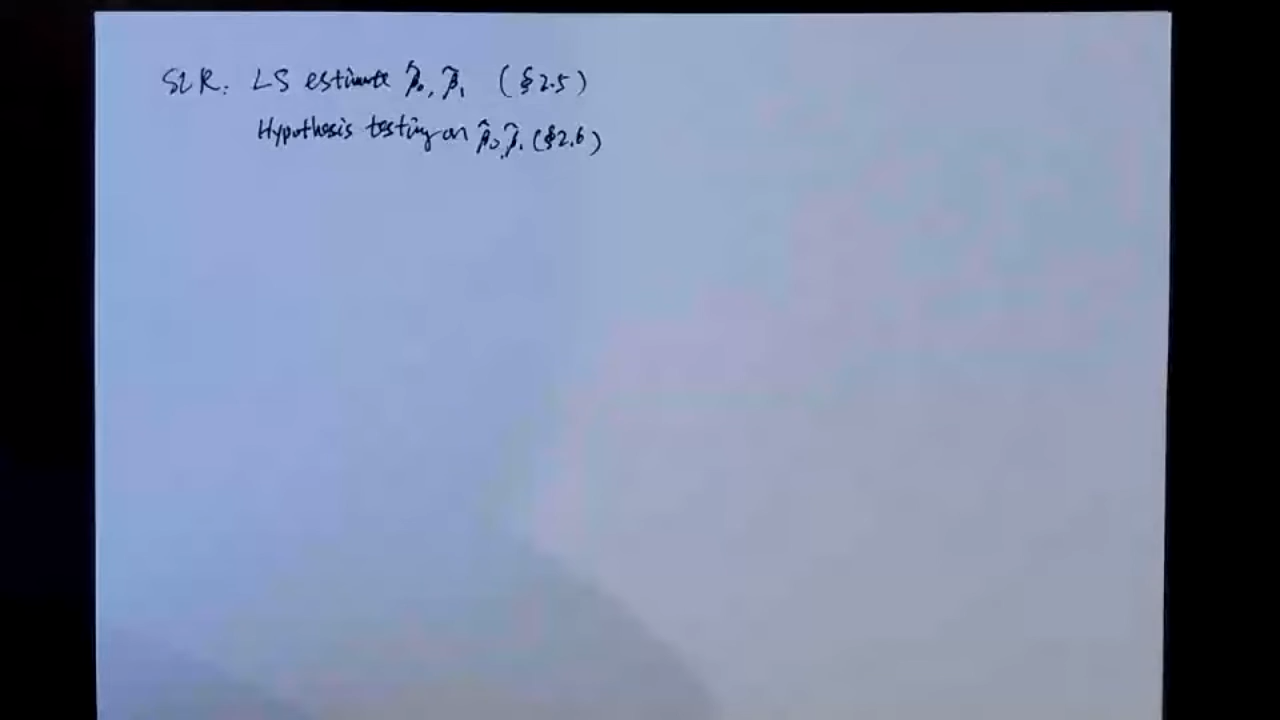 SLR: LS estimate β̂₀, β̂₁ (§2.5)
Hypothesis testing on β̂₀, β̂₁ (§2.6)